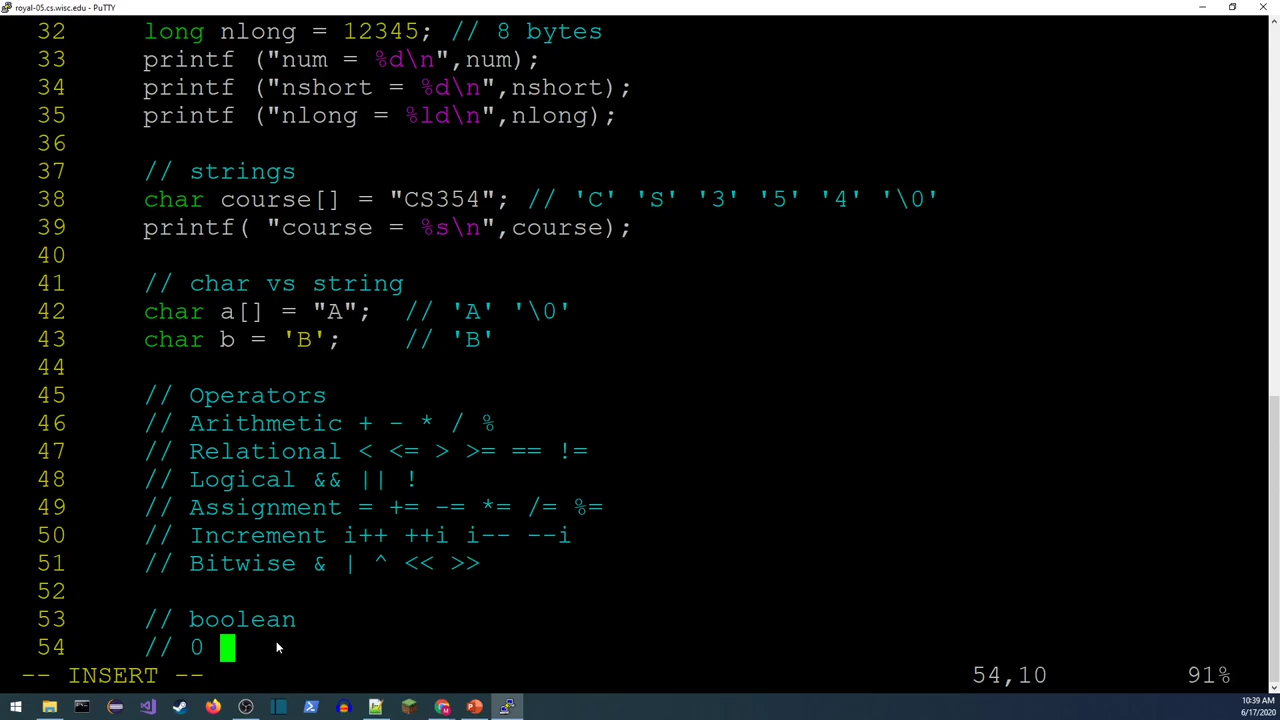 royal-05.cs.wisc.edu - PuTTY
32 long nlong = 12345; // 8 bytes
33 printf ("num = %d\n",num);
34 printf ("nshort = %d\n",nshort);
35 printf ("nlong = %ld\n",nlong);
36
37 // strings
38 char course[] = "CS354"; // 'C' 'S' '3' '5' '4' '\0'
39 printf( "course = %s\n",course);
40
41 // char vs string
42 char a[] = "A"; // 'A' '\0'
43 char b = 'B'; // 'B'
44
45 // Operators
46 // Arithmetic + - * / %
47 // Relational < <= > >= == !=
48 // Logical && || !
49 // Assignment = += -= *= /= %=
50 // Increment i++ ++i i-- --i
51 // Bitwise & | ^ << >>
52
53 // boolean
54 // 0
-- INSERT -- 54,10 91%
10:39 AM
6/17/2020